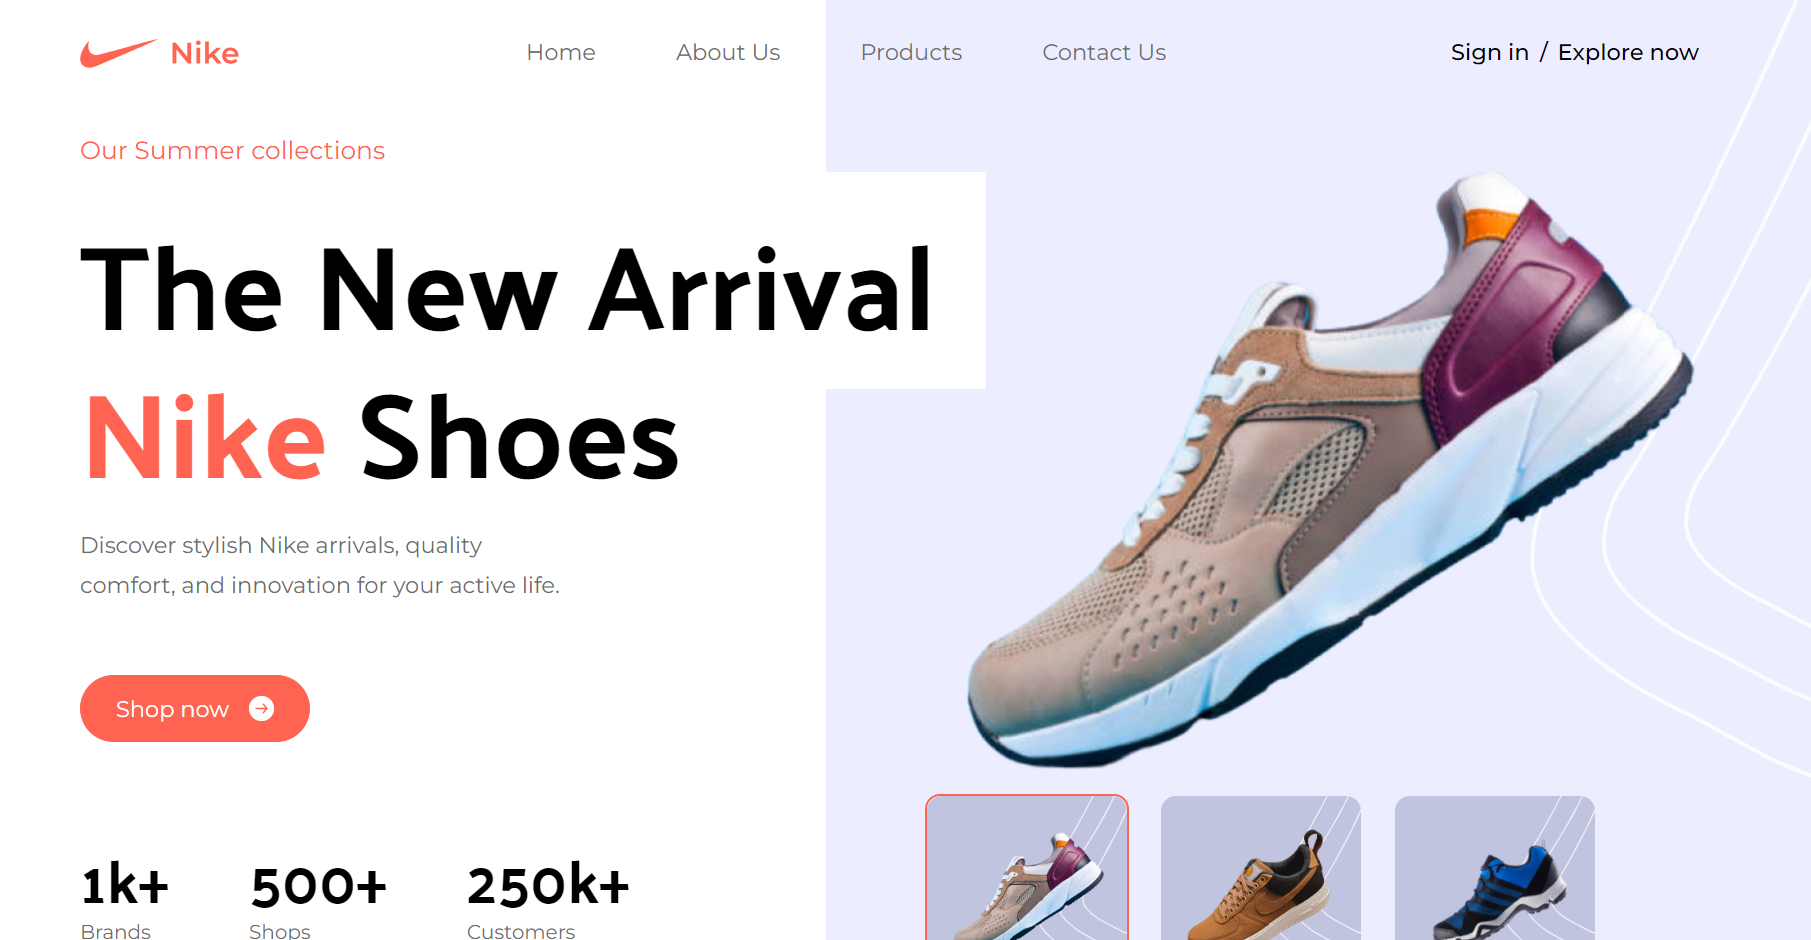 Nike
Home
About Us
Products
Contact Us
Sign in / Explore now
Our Summer collections
The New Arrival
Nike Shoes
Discover stylish Nike arrivals, quality
comfort, and innovation for your active life.
Shop now
1k+
500+
250k+
Brands
Shops
Customers